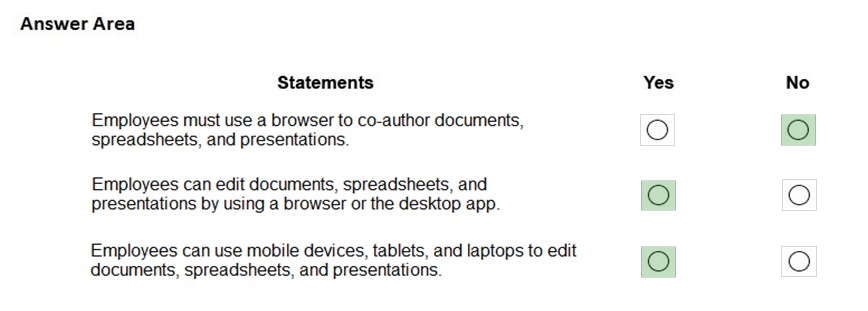 Answer Area
Statements Yes No
Employees must use a browser to co-author documents,
spreadsheets, and presentations.
Employees can edit documents, spreadsheets, and
presentations by using a browser or the desktop app.
Employees can use mobile devices, tablets, and laptops to edit
documents, spreadsheets, and presentations.